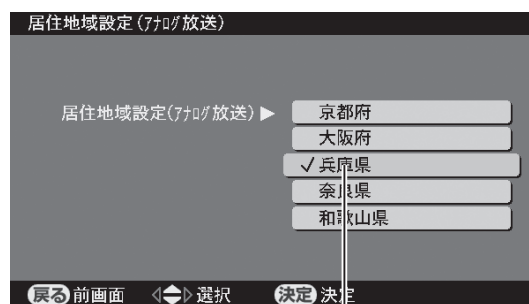 居住地域設定(アナログ放送)
居住地域設定(アナログ放送)▶
京都府
大阪府
✓兵庫県
奈良県
和歌山県
戻る 前画面 選択 決定 決定